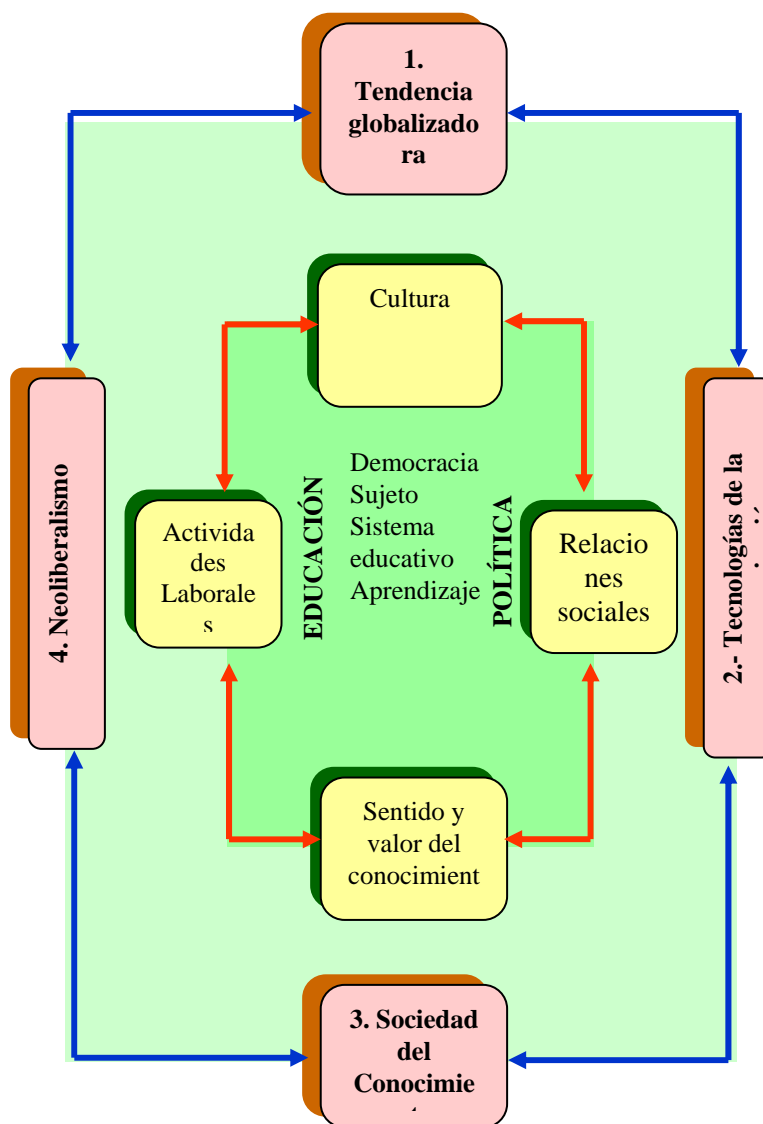 1.
Tendencia
globalizado
ra
Cultura
4. Neoliberalismo
Activida
des
Laborale
s
EDUCACIÓN
Democracia
Sujeto
Sistema
educativo
Aprendizaje
POLÍTICA
Relacio
nes
sociales
2.- Tecnologías de la
Sentido y
valor del
conocimient
3. Sociedad
del
Conocimie